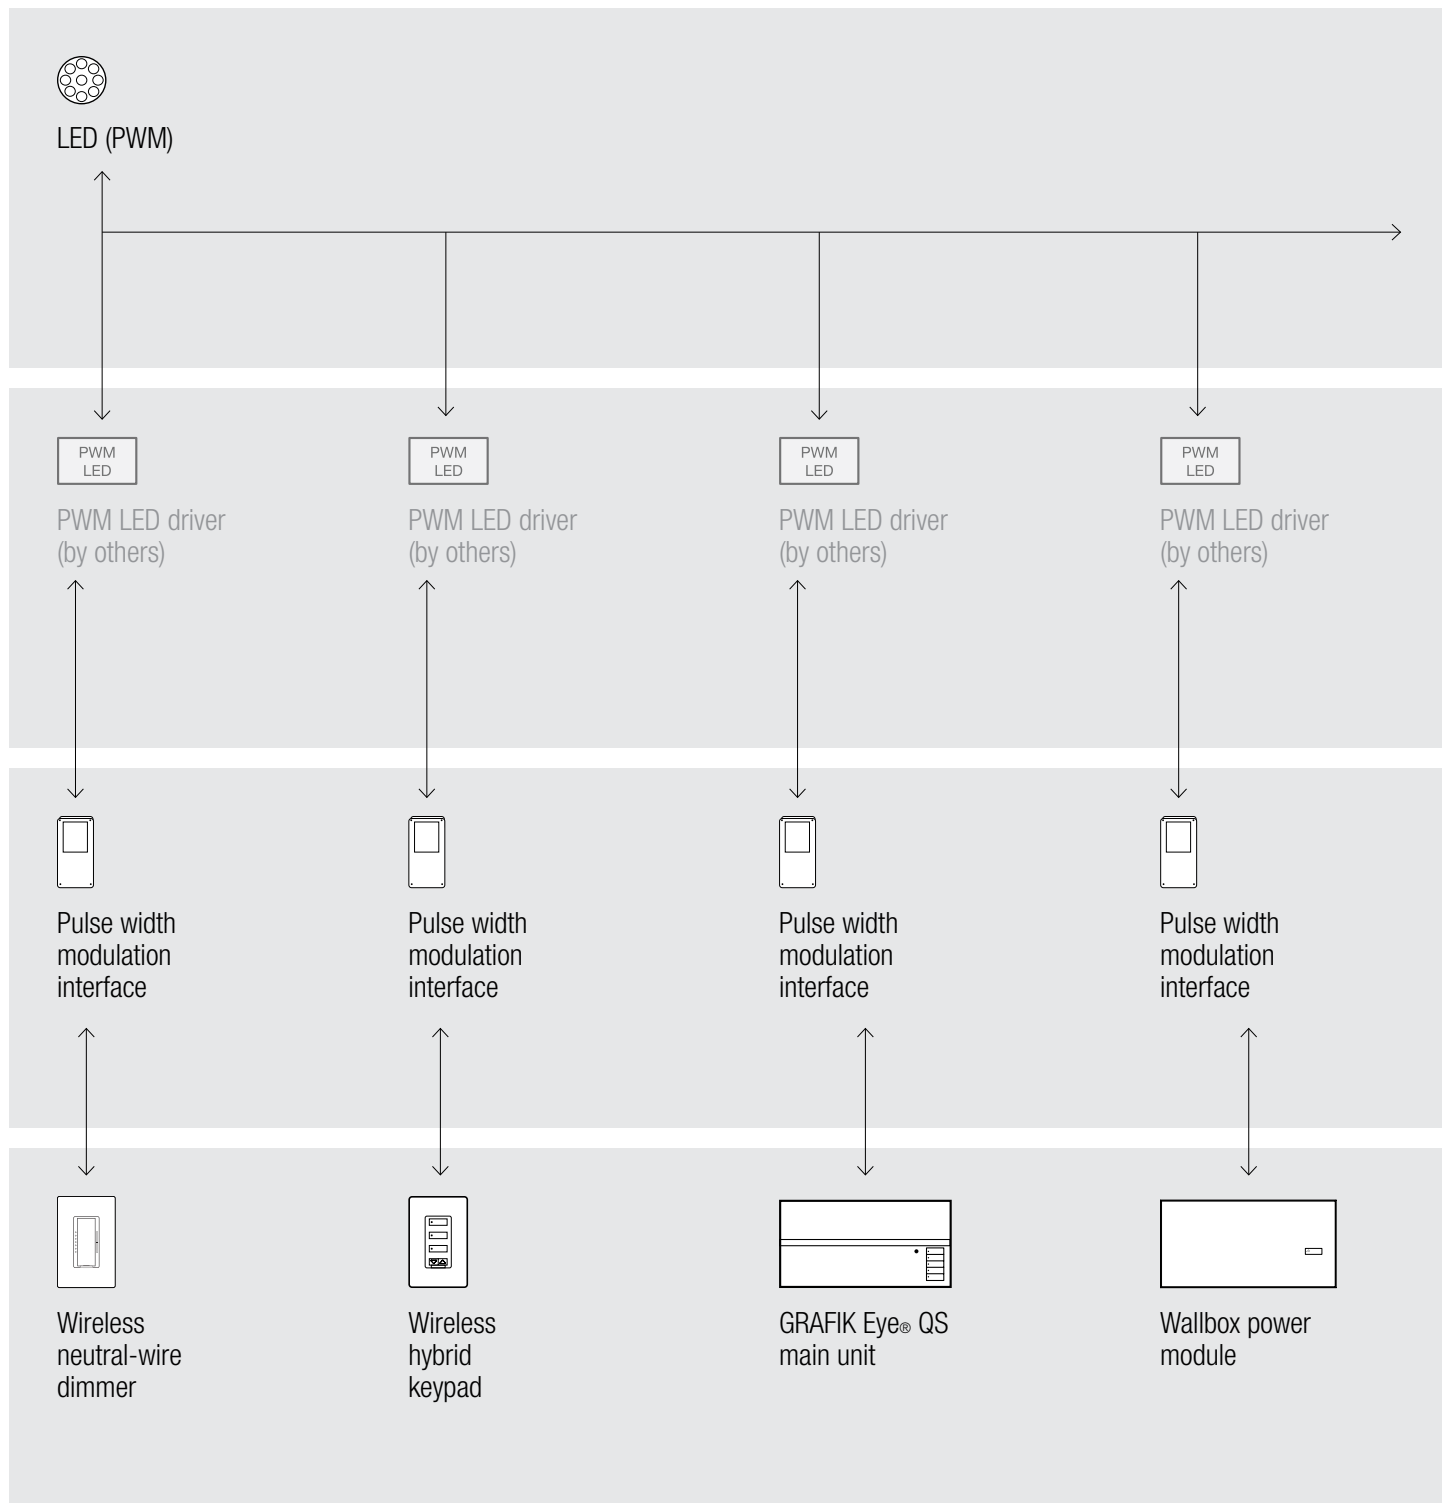 LED (PWM)
PWM
LED
PWM LED driver
(by others)
PWM
LED
PWM LED driver
(by others)
PWM
LED
PWM LED driver
(by others)
PWM
LED
PWM LED driver
(by others)
Pulse width
modulation
interface
Pulse width
modulation
interface
Pulse width
modulation
interface
Pulse width
modulation
interface
Wireless
neutral-wire
dimmer
Wireless
hybrid
keypad
GRAFIK Eye® QS
main unit
Wallbox power
module